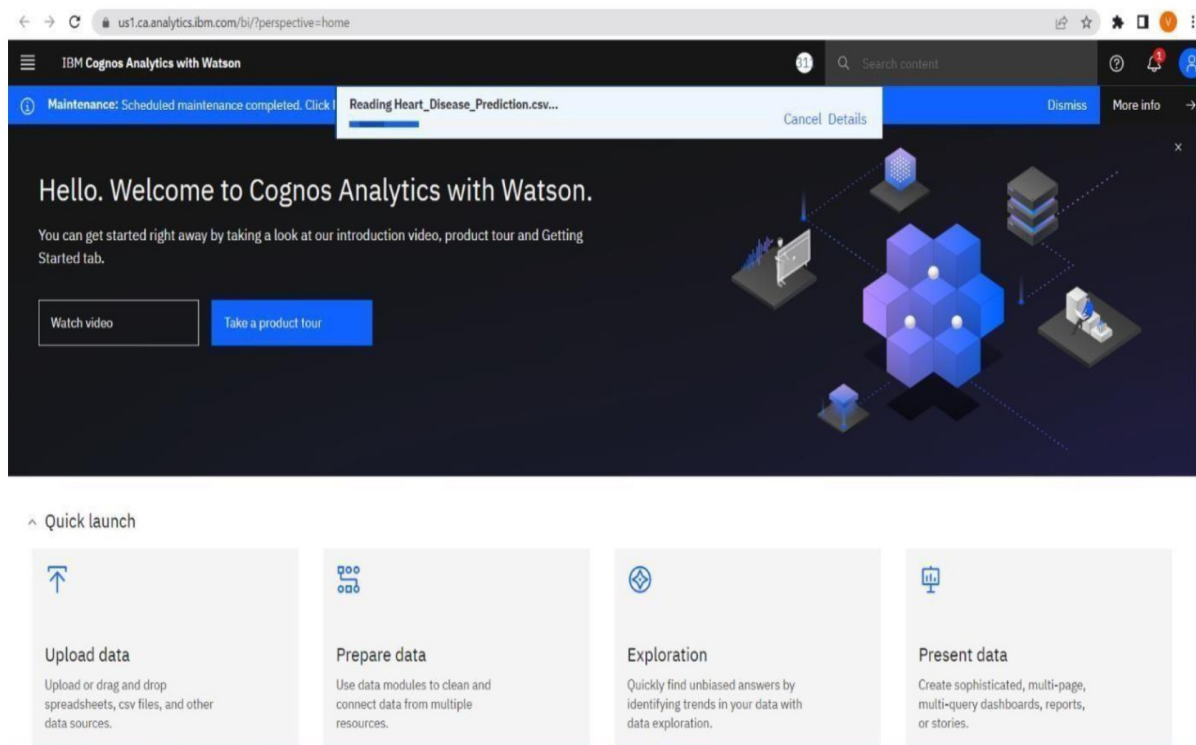 us1.ca.analytics.ibm.com/bi/?perspective=home
IBM Cognos Analytics with Watson
31
Search content
1
V
Maintenance: Scheduled maintenance completed. Click
Reading Heart_Disease_Prediction.csv...
Cancel Details
Dismiss
More info
Hello. Welcome to Cognos Analytics with Watson.
You can get started right away by taking a look at our introduction video, product tour and Getting
Started tab.
Watch video
Take a product tour
Quick launch
Upload data
Upload or drag and drop
spreadsheets, csv files, and other
data sources.
Prepare data
Use data modules to clean and
connect data from multiple
resources.
Exploration
Quickly find unbiased answers by
identifying trends in your data with
data exploration.
Present data
Create sophisticated, multi-page,
multi-query dashboards, reports,
or stories.